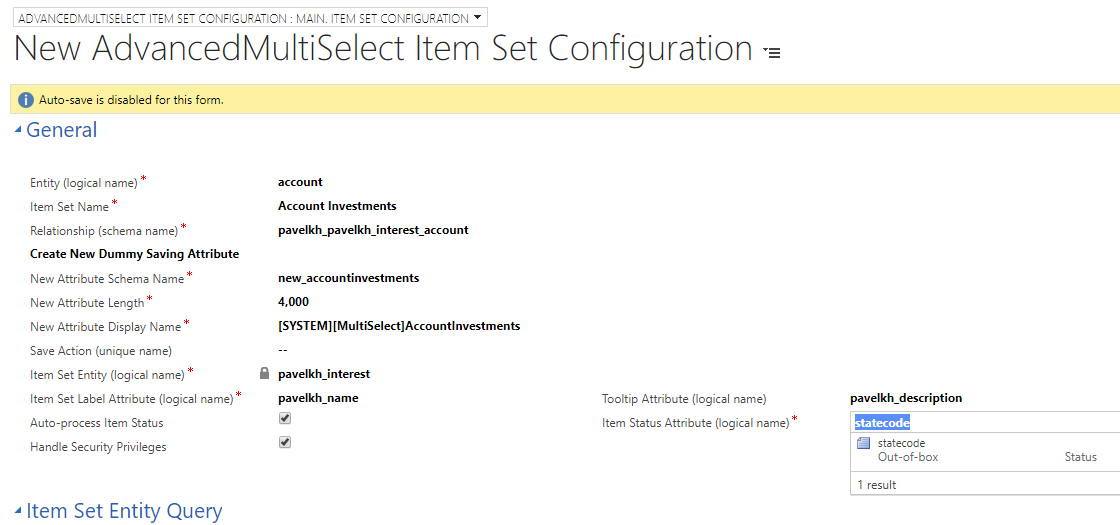 ADVANCEDMULTISELECT ITEM SET CONFIGURATION : MAIN. ITEM SET CONFIGURATION
New AdvancedMultiSelect Item Set Configuration
Auto-save is disabled for this form.
General
Entity (logical name) * account
Item Set Name * Account Investments
Relationship (schema name) * pavelkh_pavelkh_interest_account
Create New Dummy Saving Attribute
New Attribute Schema Name * new_accountinvestments
New Attribute Length * 4,000
New Attribute Display Name * [SYSTEM][MultiSelect]AccountInvestments
Save Action (unique name) --
Item Set Entity (logical name) * pavelkh_interest
Item Set Label Attribute (logical name) * pavelkh_name Tooltip Attribute (logical name) pavelkh_description
Auto-process Item Status Item Status Attribute (logical name) * statecode
Handle Security Privileges
statecode
Out-of-box Status
1 result
Item Set Entity Query